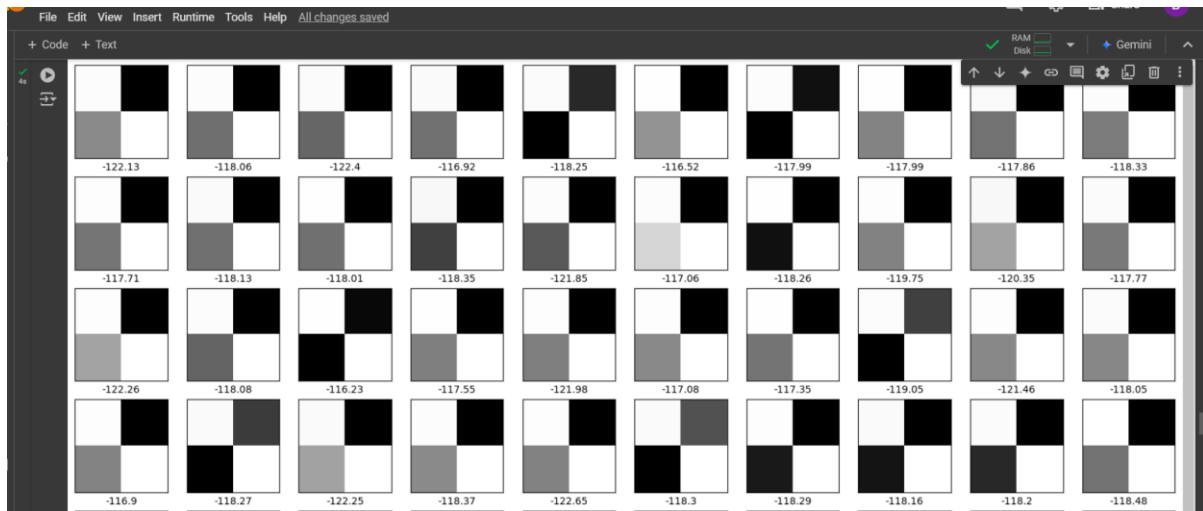 File Edit View Insert Runtime Tools Help All changes saved
+ Code + Text
RAM
Disk
Gemini
4s
-122.13 -118.06 -122.4 -116.92 -118.25 -116.52 -117.99 -117.99 -117.86 -118.33
-117.71 -118.13 -118.01 -118.35 -121.85 -117.06 -118.26 -119.75 -120.35 -117.77
-122.26 -118.08 -116.23 -117.55 -121.98 -117.08 -117.35 -119.05 -121.46 -118.05
-116.9 -118.27 -122.25 -118.37 -122.65 -118.3 -118.29 -118.16 -118.2 -118.48